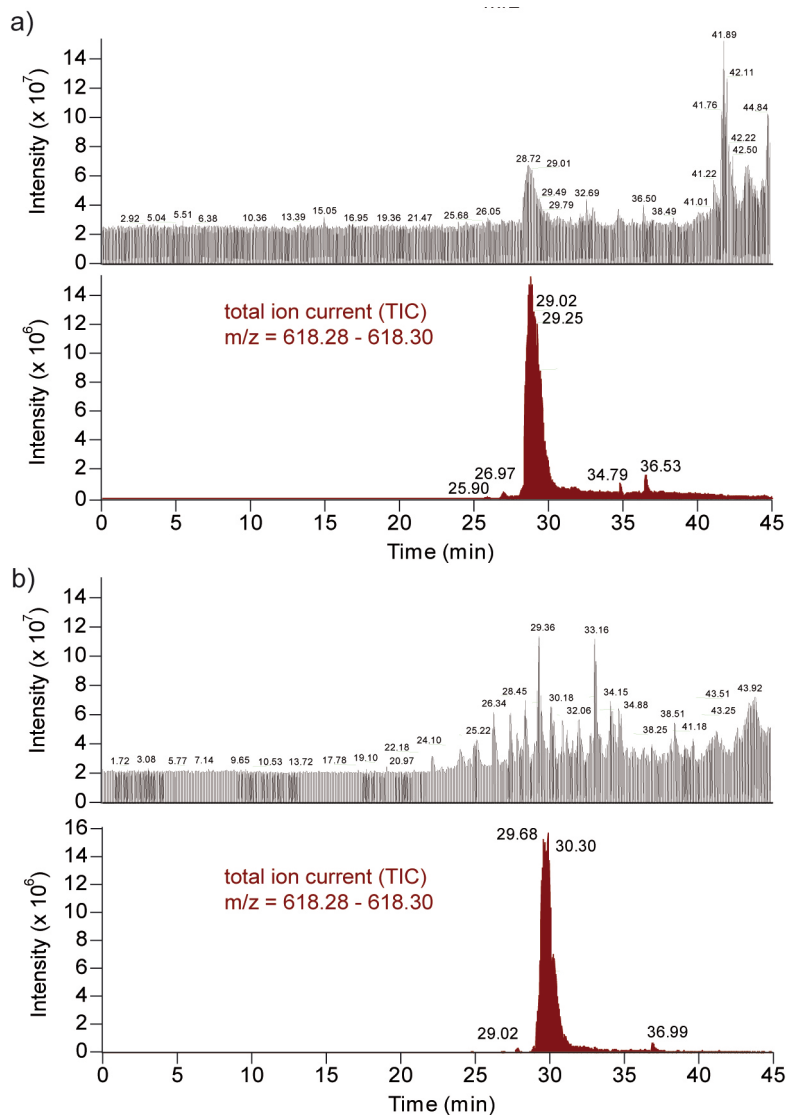 a)
Intensity (x 10⁷)
14
12
10
8
6
4
2
0
2.92 5.04 5.51 6.38 10.36 13.39 15.05 16.95 19.36 21.47 25.68 26.05 28.72 29.01 29.49 29.79 32.69 36.50 38.49 41.01 41.22 41.76 41.89 42.11 42.22 42.50 44.84
Intensity (x 10⁶)
14
12
10
8
6
4
2
0
total ion current (TIC)
m/z = 618.28 - 618.30
25.90 26.97 29.02 29.25 34.79 36.53
0 5 10 15 20 25 30 35 40 45
Time (min)
b)
Intensity (x 10⁷)
14
12
10
8
6
4
2
0
1.72 3.08 5.77 7.14 9.65 10.53 13.72 17.78 19.10 22.18 20.97 24.10 25.22 26.34 28.45 29.36 30.18 32.06 33.16 34.15 34.88 38.25 38.51 41.18 43.51 43.25 43.92
Intensity (x 10⁶)
16
14
12
10
8
6
4
2
0
total ion current (TIC)
m/z = 618.28 - 618.30
29.02 29.68 30.30 36.99
0 5 10 15 20 25 30 35 40 45
Time (min)